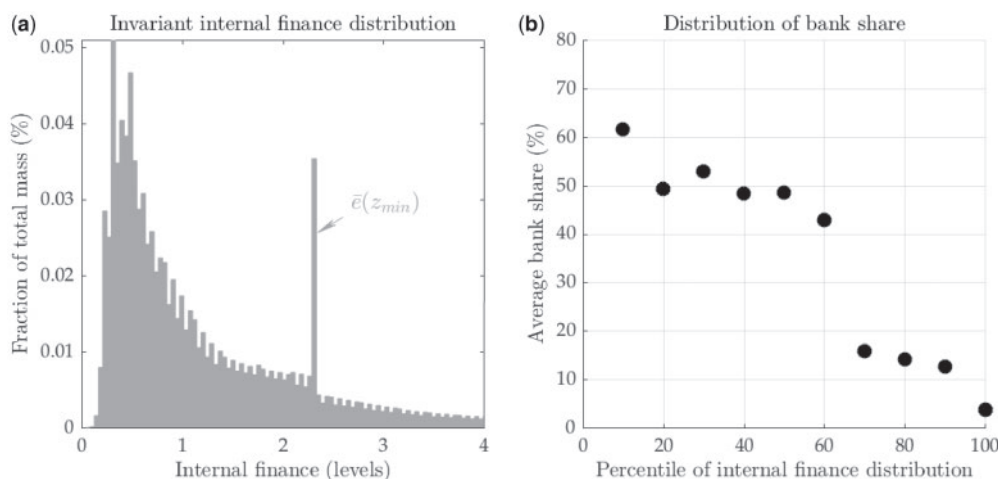 (a) Invariant internal finance distribution
0.05
0.04
0.03
0.02
0.01
0
Fraction of total mass (%)
ē(z_min)
0 1 2 3 4
Internal finance (levels)
(b) Distribution of bank share
80
70
60
50
40
30
20
10
0
Average bank share (%)
0 20 40 60 80 100
Percentile of internal finance distribution